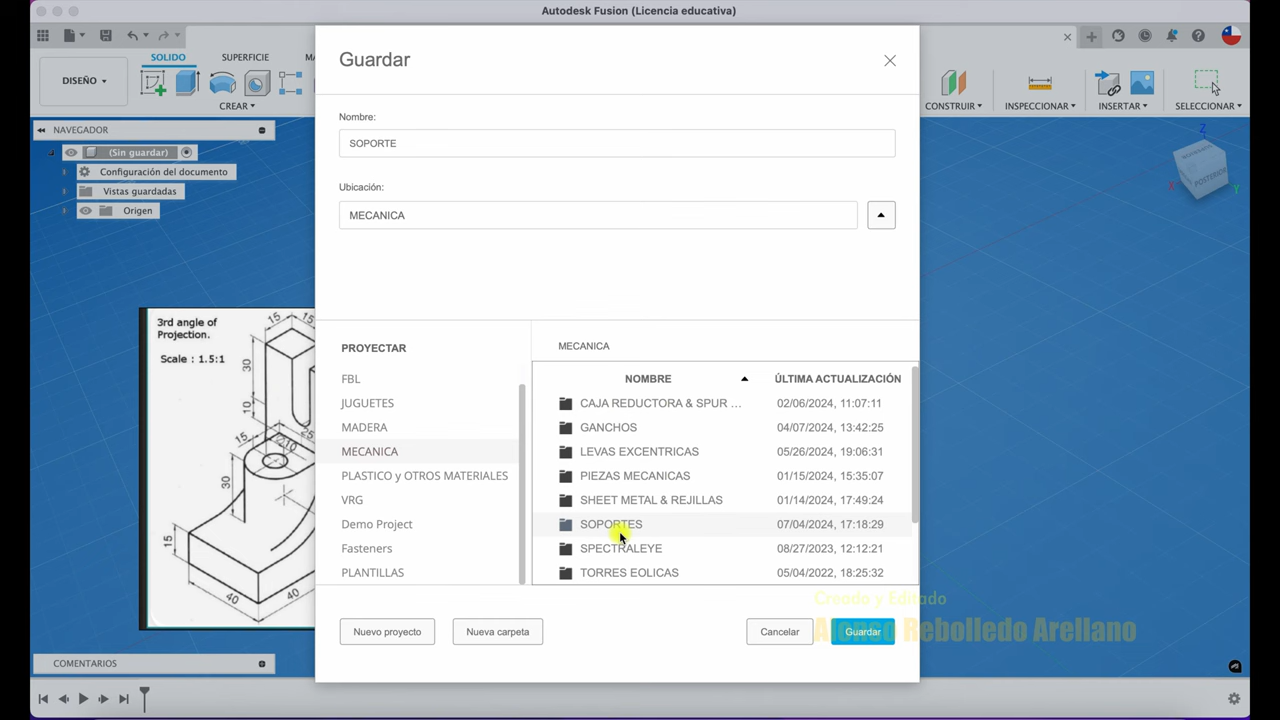 Autodesk Fusion (Licencia educativa)
SOLIDO
SUPERFICIE
DISEÑO
CREAR
CONSTRUIR
INSPECCIONAR
INSERTAR
SELECCIONAR
NAVEGADOR
(Sin guardar)
Configuración del documento
Vistas guardadas
Origen
Guardar
Nombre:
SOPORTE
Ubicación:
MECANICA
PROYECTAR
FBL
JUGUETES
MADERA
MECANICA
PLASTICO y OTROS MATERIALES
VRG
Demo Project
Fasteners
PLANTILLAS
MECANICA
NOMBRE ÚLTIMA ACTUALIZACIÓN
CAJA REDUCTORA & SPUR ... 02/06/2024, 11:07:11
GANCHOS 04/07/2024, 13:42:25
LEVAS EXCENTRICAS 05/26/2024, 19:06:31
PIEZAS MECANICAS 01/15/2024, 15:35:07
SHEET METAL & REJILLAS 01/14/2024, 17:49:24
SOPORTES 07/04/2024, 17:18:29
SPECTRALEYE 08/27/2023, 12:12:21
TORRES EOLICAS 05/04/2022, 18:25:32
Nuevo proyecto
Nueva carpeta
Cancelar
Guardar
3rd angle of
Projection.
Scale : 1.5:1
15
15
30
10
15
30
15
40
40
Z
X
Y
POSTERIOR
Creado y Editado
Alonso Rebolledo Arellano
COMENTARIOS